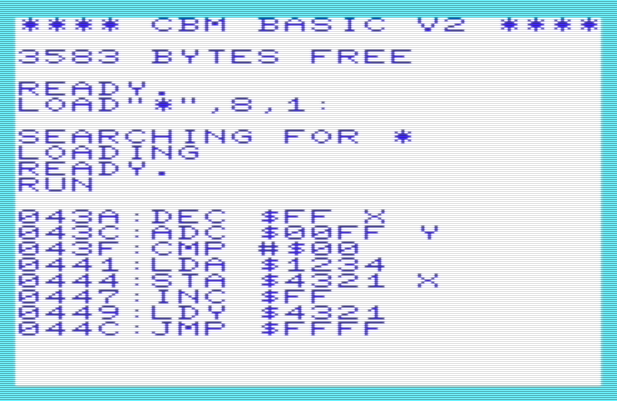 **** CBM BASIC V2 ****
3583 BYTES FREE
READY.
LOAD"*",8,1:
SEARCHING FOR *
LOADING
READY.
RUN
043A:DEC $FF X
043C:ADC $00FF Y
043F:CMP #$00
0441:LDA $1234
0444:STA $4321 X
0447:INC $FF
0449:LDY $4321
044C:JMP $FFFF